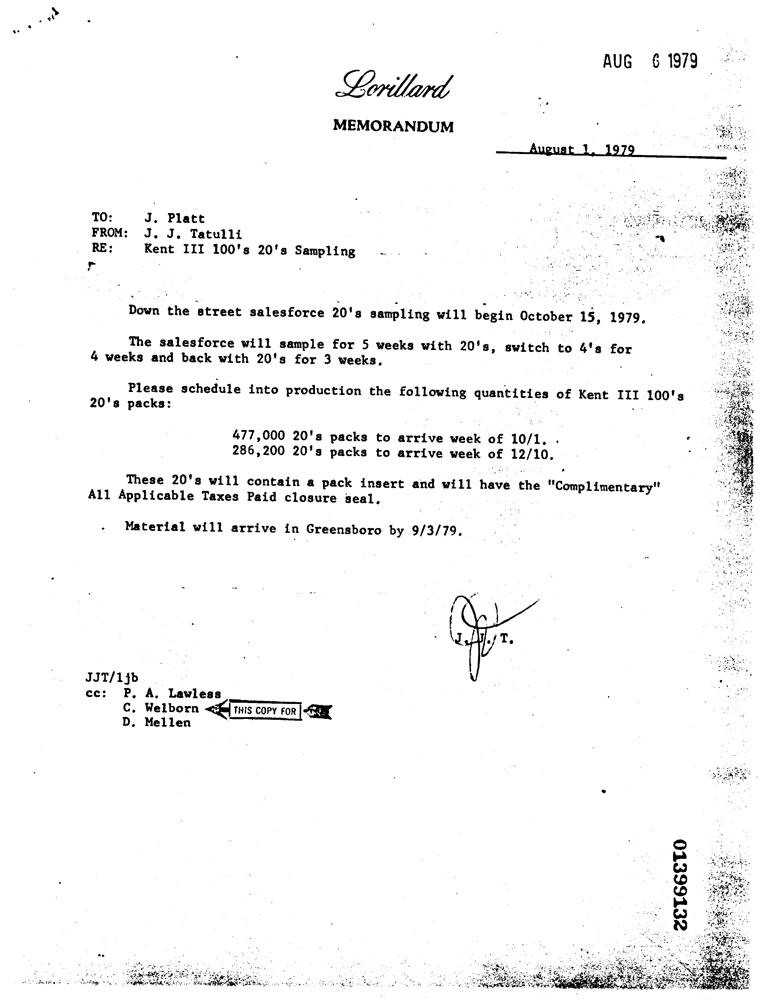 AUG 6 1979
Lorillard
MEMORANDUM
August 1, 1979
TO: J. Platt
FROM: J. J. Tatulli
RE: Kent III 100's 20's Sampling
Down the street salesforce 20's sampling will begin October 15, 1979.
The salesforce will sample for 5 weeks with 20's, switch to 4's for
4 weeks and back with 20's for 3 weeks.
Please schedule into production the following quantities of Kent III 100's
20's packs:
477,000 20's packs to arrive week of 10/1.
286,200 20's packs to arrive week of 12/10.
These 20's will contain a pack insert and will have the "Complimentary"
All Applicable Taxes Paid closure seal.
Material will arrive in Greensboro by 9/3/79.
J. J. T.
JJT/ljb
cc: P. A. Lawless
C. Welborn THIS COPY FOR
D. Mellen
01399132